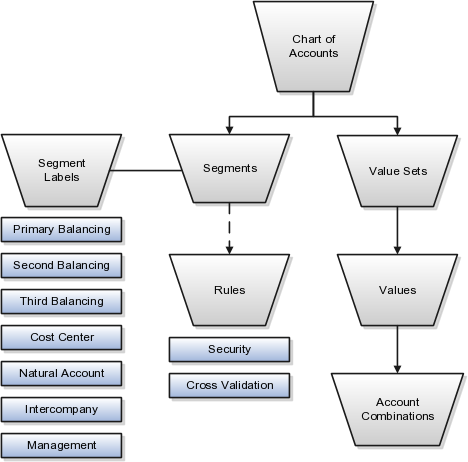 Chart of
Accounts
Segment
Labels
Segments
Value Sets
Primary Balancing
Second Balancing
Third Balancing
Cost Center
Natural Account
Intercompany
Management
Rules
Security
Cross Validation
Values
Account
Combinations